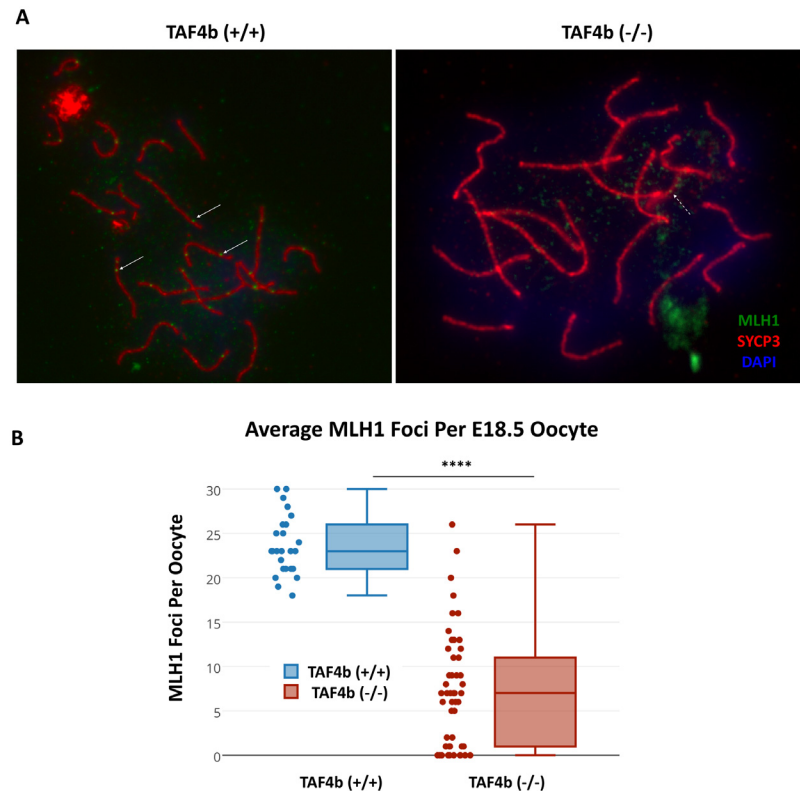 A
TAF4b (+/+)
TAF4b (-/-)
MLH1
SYCP3
DAPI
B
Average MLH1 Foci Per E18.5 Oocyte
****
MLH1 Foci Per Oocyte
30
25
20
15
10
5
0
TAF4b (+/+)
TAF4b (-/-)
TAF4b (+/+)
TAF4b (-/-)